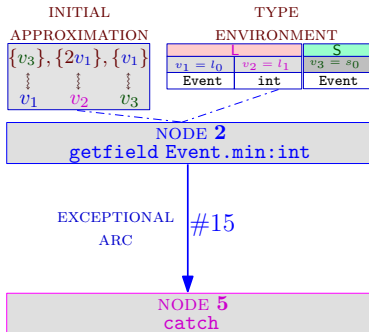 INITIAL APPROXIMATION
TYPE ENVIRONMENT
{v₃}, {2v₁}, {v₁}
v₁ v₂ v₃
L S
v₁ = l₀ v₂ = l₁ v₃ = s₀
Event int Event
NODE 2
getfield Event.min:int
EXCEPTIONAL ARC
#15
NODE 5
catch